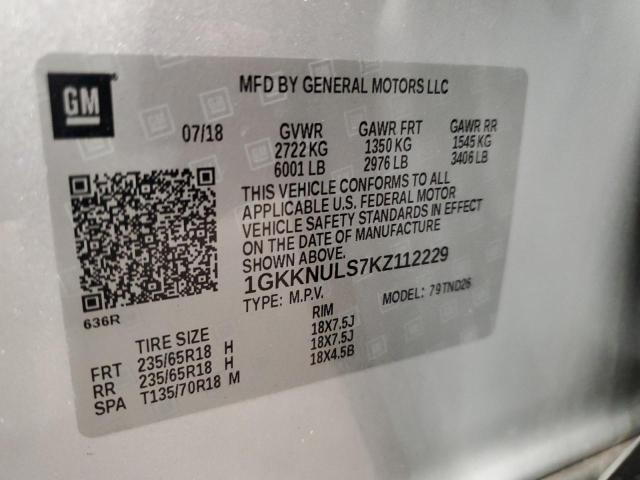 GM
MFD BY GENERAL MOTORS LLC
07/18 GVWR GAWR FRT GAWR RR
2722 KG 1350 KG 1545 KG
6001 LB 2976 LB 3406 LB
THIS VEHICLE CONFORMS TO ALL
APPLICABLE U.S. FEDERAL MOTOR
VEHICLE SAFETY STANDARDS IN EFFECT
ON THE DATE OF MANUFACTURE
SHOWN ABOVE.
1GKKNULS7KZ112229
TYPE: M.P.V. MODEL: 79TND26
636R
TIRE SIZE RIM
FRT 235/65R18 H 18X7.5J
RR 235/65R18 H 18X7.5J
SPA T135/70R18 M 18X4.5B